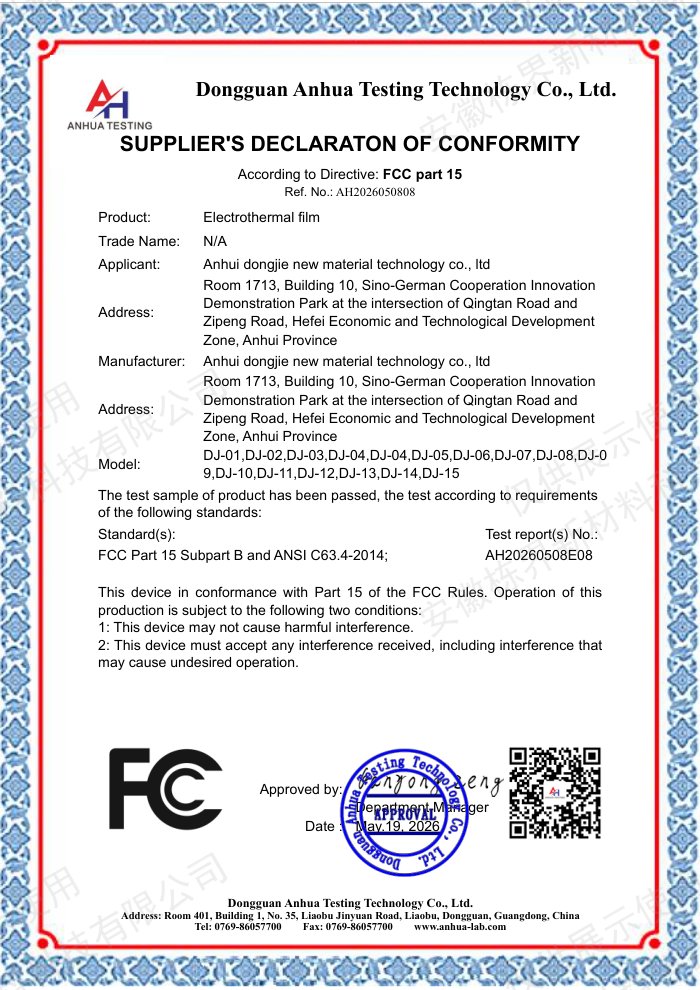 AH
ANHUA TESTING
Dongguan Anhua Testing Technology Co., Ltd.
SUPPLIER'S DECLARATON OF CONFORMITY
According to Directive: FCC part 15
Ref. No.: AH2026050808
Product: Electrothermal film
Trade Name: N/A
Applicant: Anhui dongjie new material technology co., ltd
Address: Room 1713, Building 10, Sino-German Cooperation Innovation
Demonstration Park at the intersection of Qingtan Road and
Zipeng Road, Hefei Economic and Technological Development
Zone, Anhui Province
Manufacturer: Anhui dongjie new material technology co., ltd
Address: Room 1713, Building 10, Sino-German Cooperation Innovation
Demonstration Park at the intersection of Qingtan Road and
Zipeng Road, Hefei Economic and Technological Development
Zone, Anhui Province
Model: DJ-01,DJ-02,DJ-03,DJ-04,DJ-04,DJ-05,DJ-06,DJ-07,DJ-08,DJ-0
9,DJ-10,DJ-11,DJ-12,DJ-13,DJ-14,DJ-15
The test sample of product has been passed, the test according to requirements
of the following standards:
Standard(s): Test report(s) No.:
FCC Part 15 Subpart B and ANSI C63.4-2014; AH20260508E08
This device in conformance with Part 15 of the FCC Rules. Operation of this
production is subject to the following two conditions:
1: This device may not cause harmful interference.
2: This device must accept any interference received, including interference that
may cause undesired operation.
FC
Approved by:
Department Manager
Date : May.19, 2026
Dongguan Anhua Testing Technology Co., Ltd.
APPROVAL
AH
Dongguan Anhua Testing Technology Co., Ltd.
Address: Room 401, Building 1, No. 35, Liaobu Jinyuan Road, Liaobu, Dongguan, Guangdong, China
Tel: 0769-86057700 Fax: 0769-86057700 www.anhua-lab.com